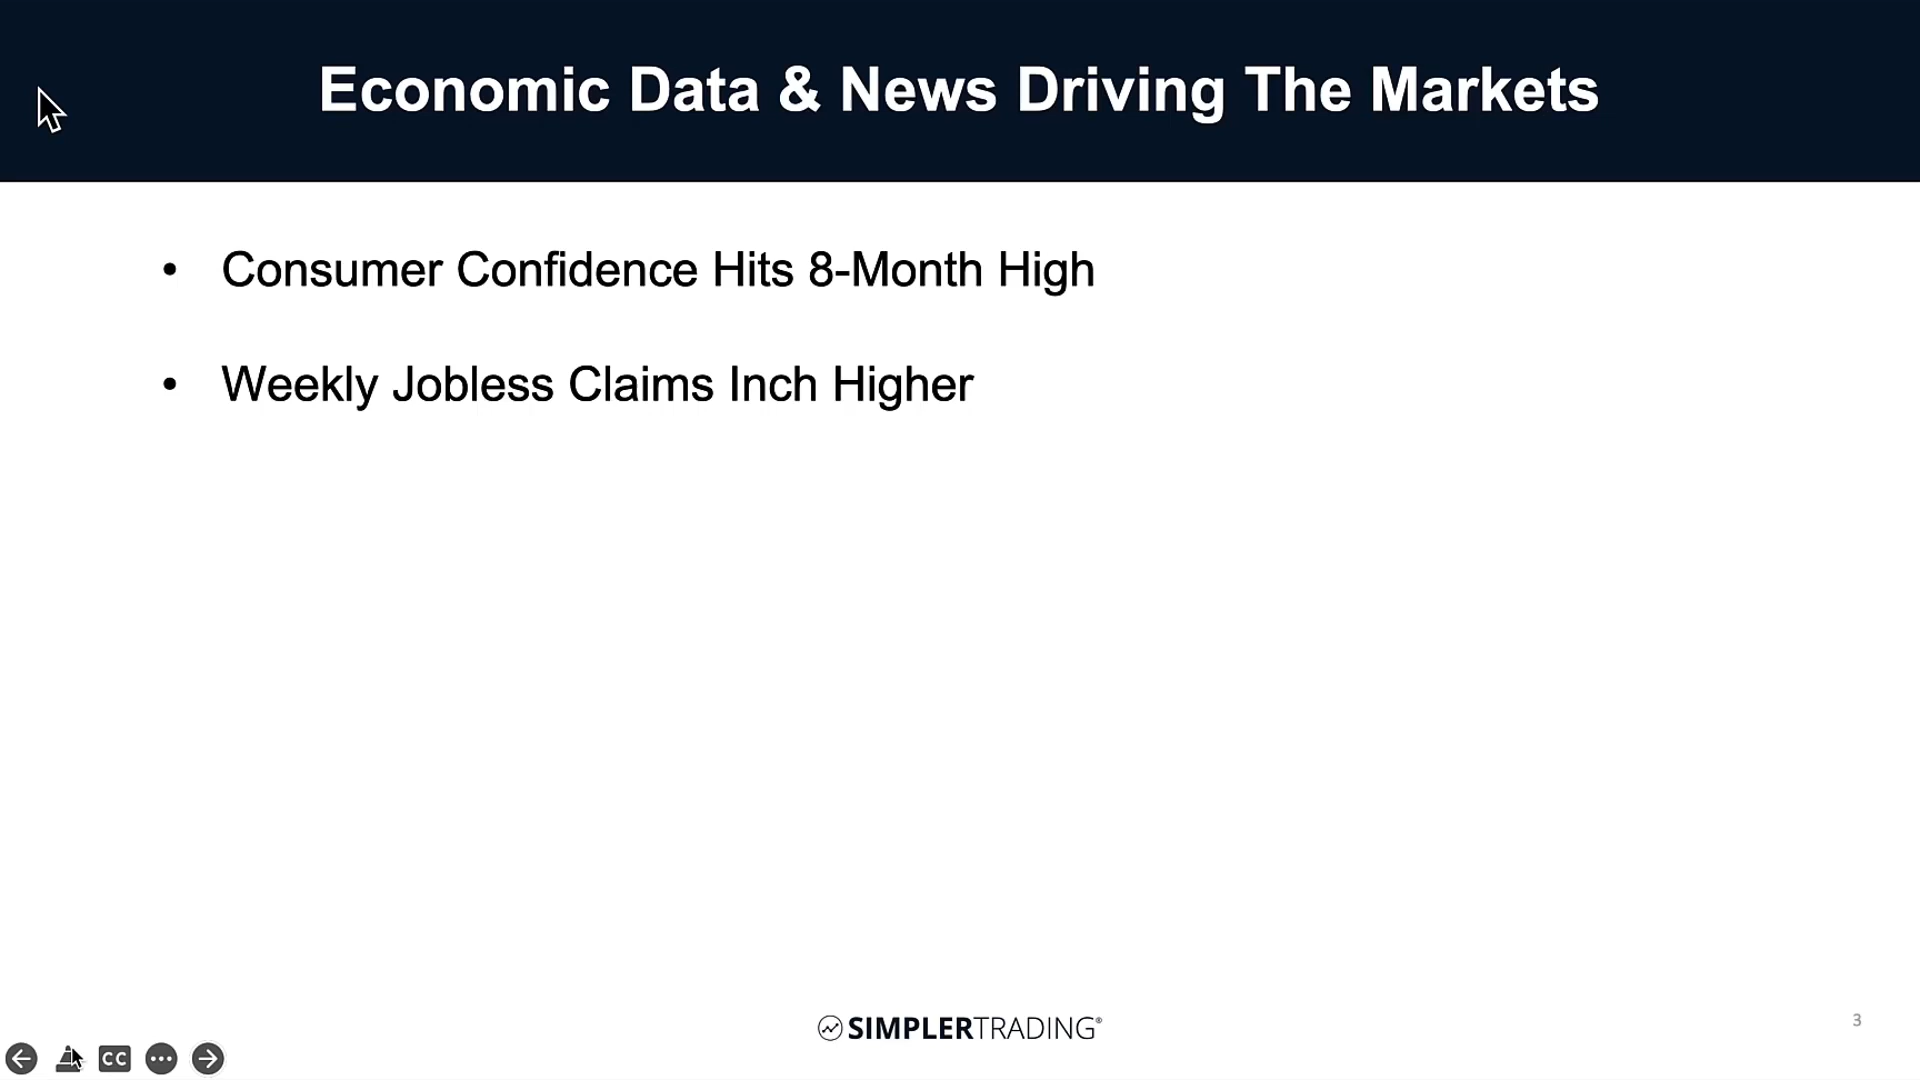 Economic Data & News Driving The Markets
• Consumer Confidence Hits 8-Month High
• Weekly Jobless Claims Inch Higher
SIMPLERTRADING®
3
CC